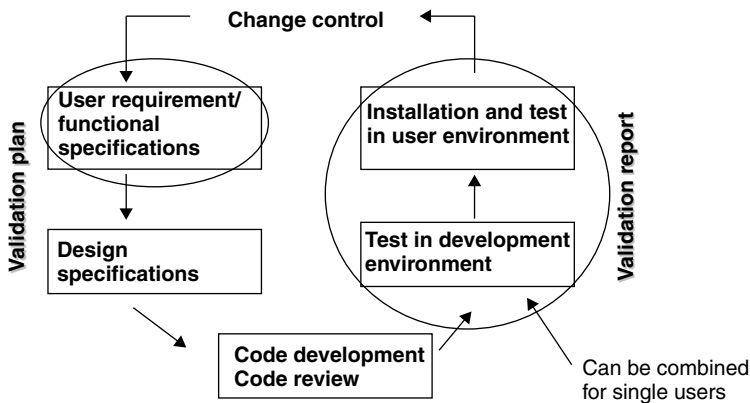 Change control
User requirement/
functional
specifications
Installation and test
in user environment
Validation plan
Validation report
Design
specifications
Test in development
environment
Code development
Code review
Can be combined
for single users